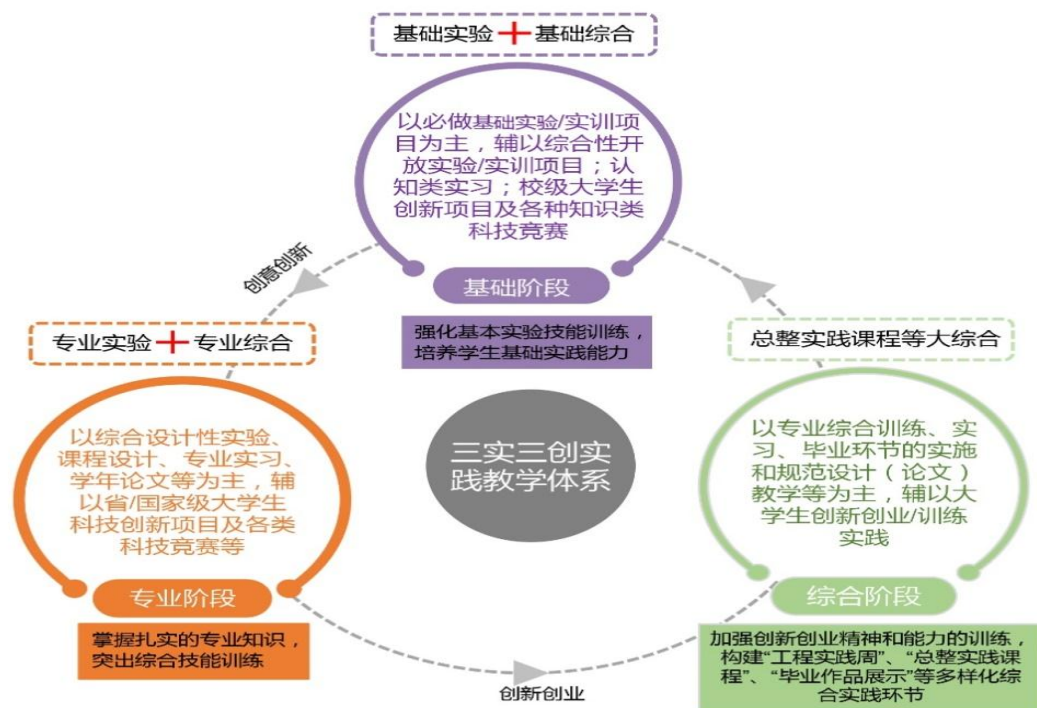 基础实验+基础综合
以必做基础实验/实训项
目为主，辅以综合性开
放实验/实训项目；认
知类实习；校级大学生
创新项目及各种知识类
科技竞赛
基础阶段
强化基本实验技能训练，
培养学生基础实践能力
创意创新
专业实验+专业综合
以综合设计性实验、
课程设计、专业实习、
学年论文等为主，辅
以省/国家级大学生
科技创新项目及各类
科技竞赛等
专业阶段
掌握扎实的专业知识，
突出综合技能训练
三实三创实
践教学体系
总整实践课程等大综合
以专业综合训练、实
习、毕业环节的实施
和规范设计（论文）
教学等为主，辅以大
学生创新创业/训练
实践
综合阶段
加强创新创业精神和能力的训练，
构建“工程实践周”、“总整实践课
程”、“毕业作品展示”等多样化综
合实践环节
创新创业